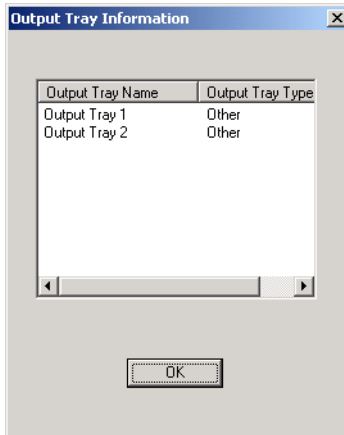 Output Tray Information
Output Tray Name Output Tray Type
Output Tray 1 Other
Output Tray 2 Other
OK